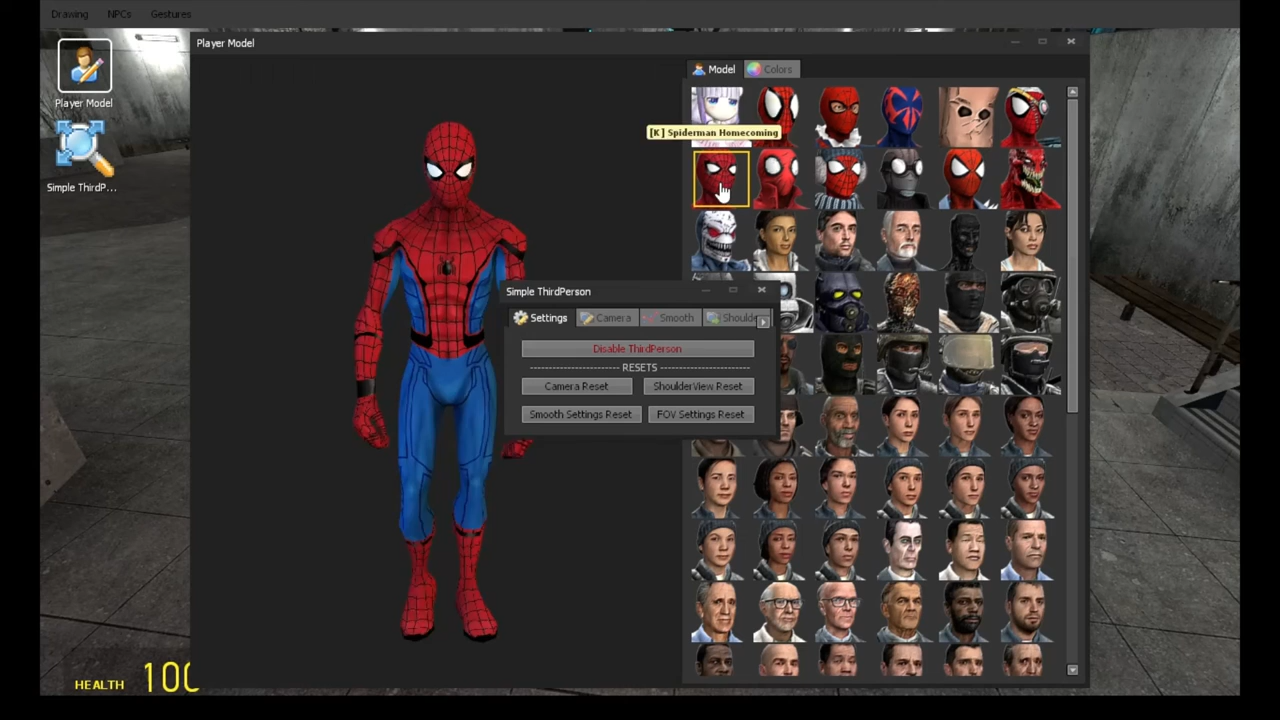 Drawing NPCs Gestures
Player Model
Model Colors
Player Model
[K] Spiderman Homecoming
Simple ThirdP...
Simple ThirdPerson
Settings Camera Smooth Shoulde
Disable ThirdPerson
---------------------- RESETS ----------------------
Camera Reset ShoulderView Reset
Smooth Settings Reset FOV Settings Reset
HEALTH 100